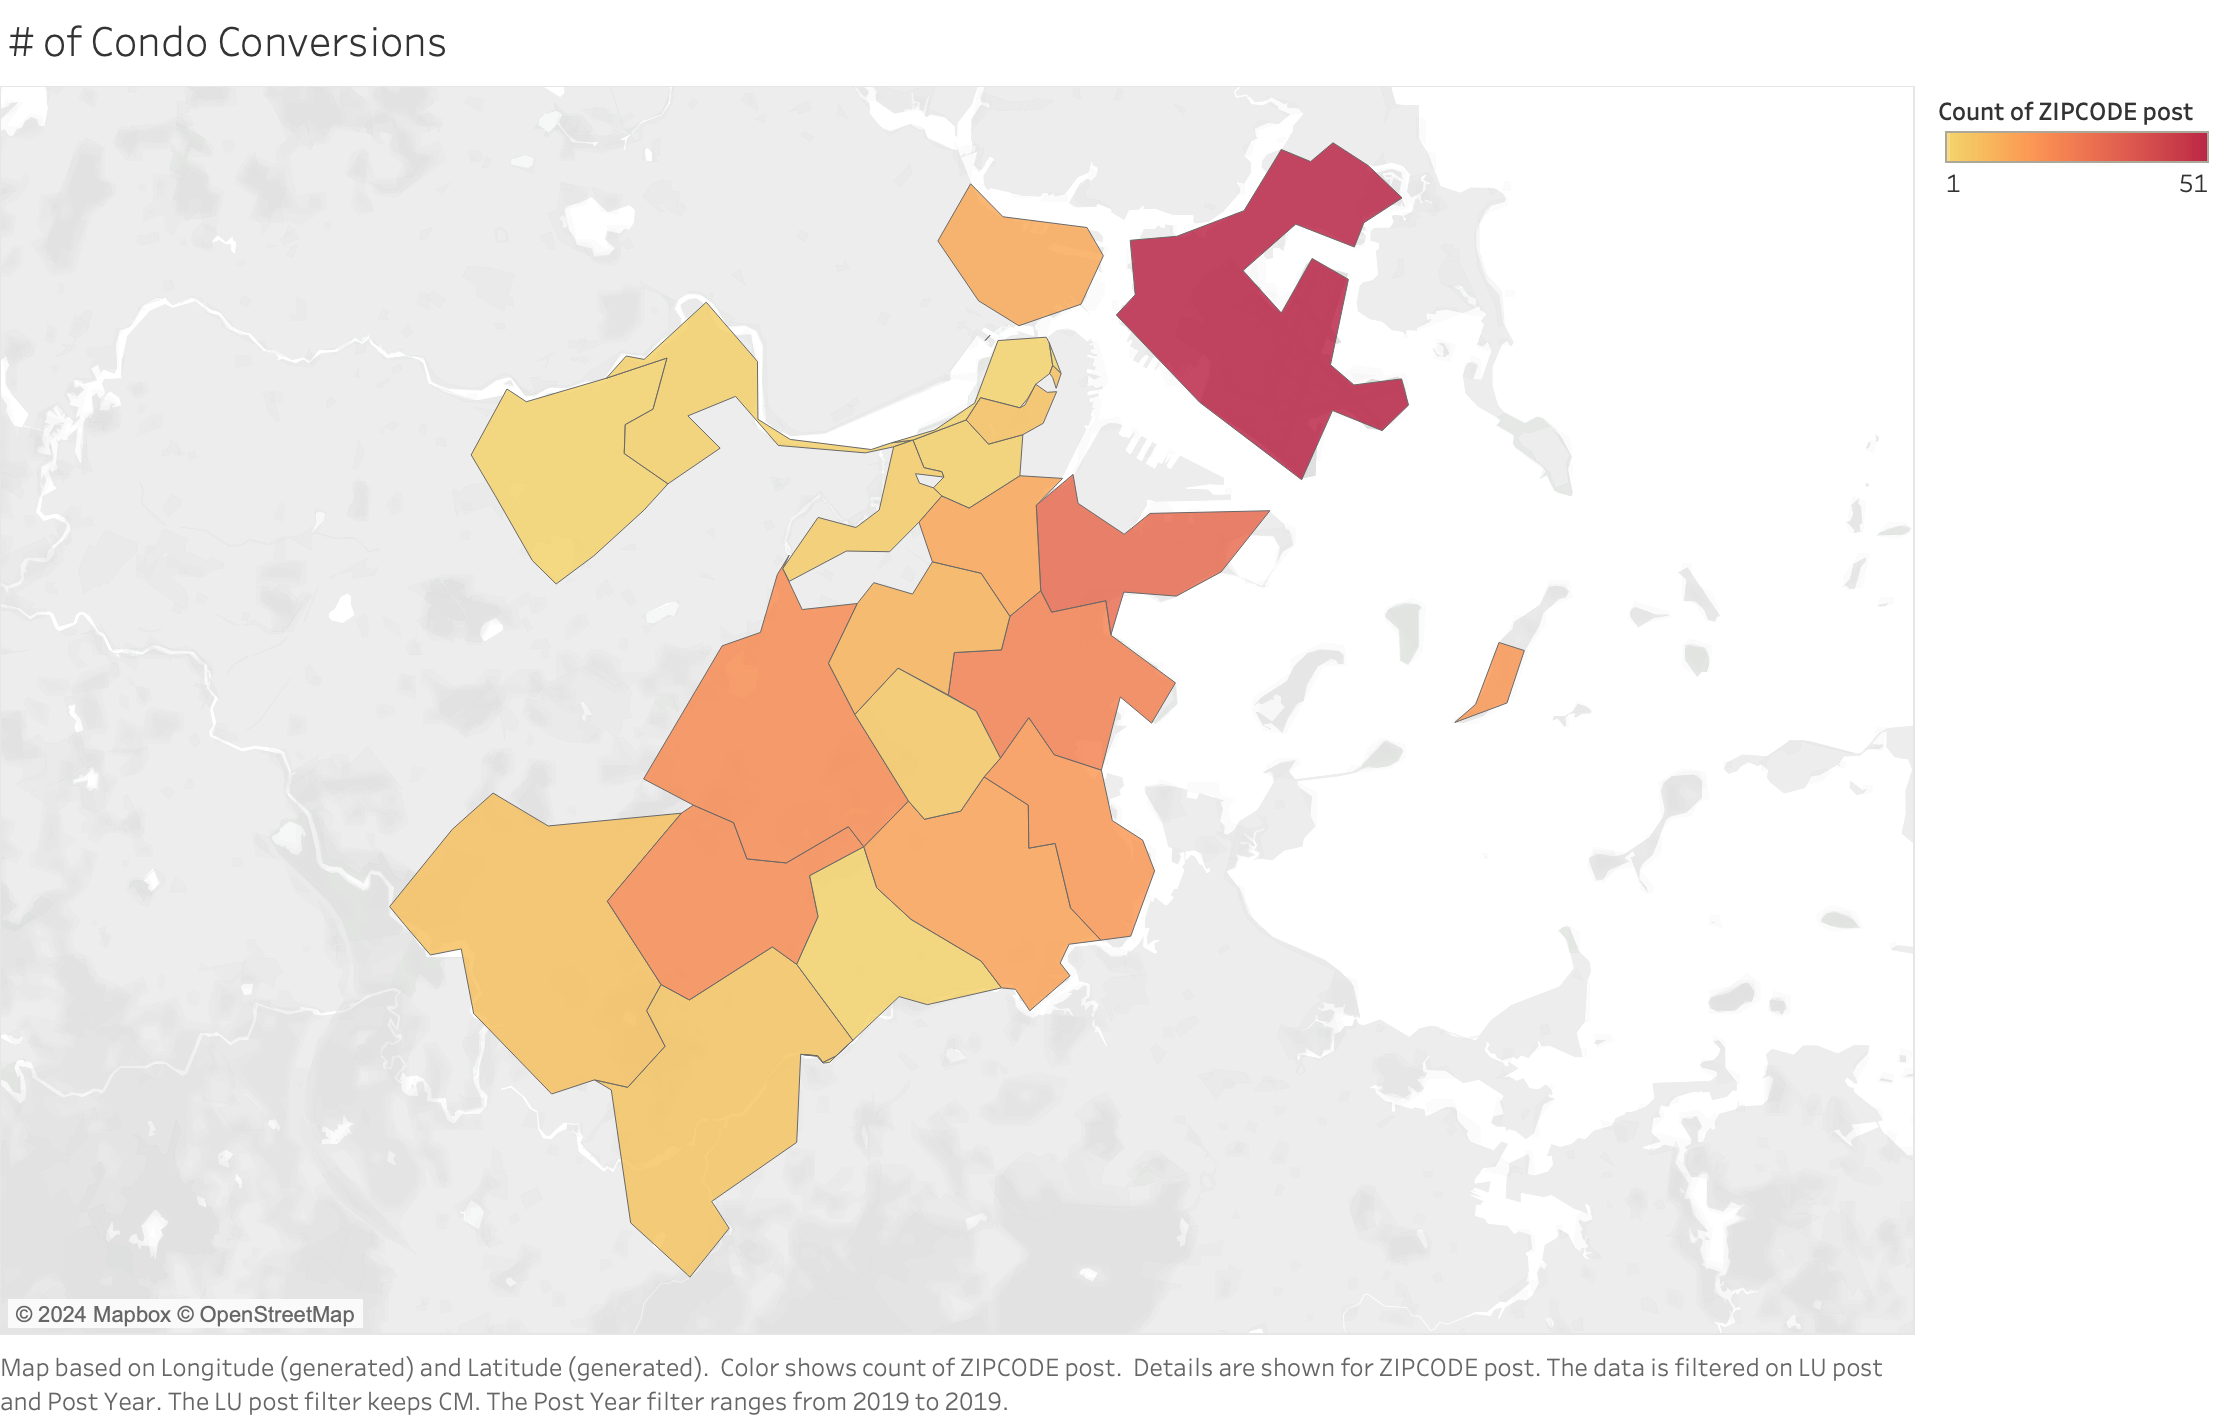 # of Condo Conversions
Count of ZIPCODE post
1 51
© 2024 Mapbox © OpenStreetMap
Map based on Longitude (generated) and Latitude (generated).  Color shows count of ZIPCODE post.  Details are shown for ZIPCODE post. The data is filtered on LU post
and Post Year. The LU post filter keeps CM. The Post Year filter ranges from 2019 to 2019.